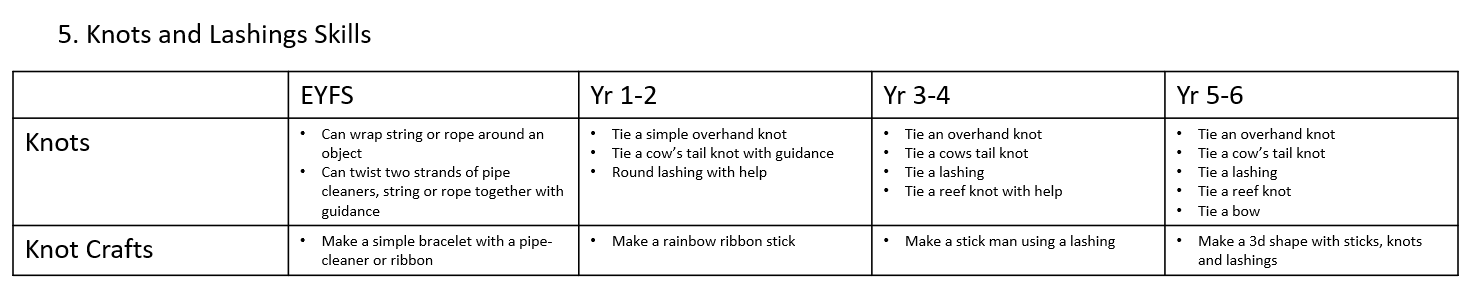 5. Knots and Lashings Skills
EYFS
Yr 1-2
Yr 3-4
Yr 5-6
Knots
• Can wrap string or rope around an
object
• Can twist two strands of pipe
cleaners, string or rope together with
guidance
• Tie a simple overhand knot
• Tie a cow’s tail knot with guidance
• Round lashing with help
• Tie an overhand knot
• Tie a cows tail knot
• Tie a lashing
• Tie a reef knot with help
• Tie an overhand knot
• Tie a cow’s tail knot
• Tie a lashing
• Tie a reef knot
• Tie a bow
Knot Crafts
• Make a simple bracelet with a pipe-
cleaner or ribbon
• Make a rainbow ribbon stick
• Make a stick man using a lashing
• Make a 3d shape with sticks, knots
and lashings